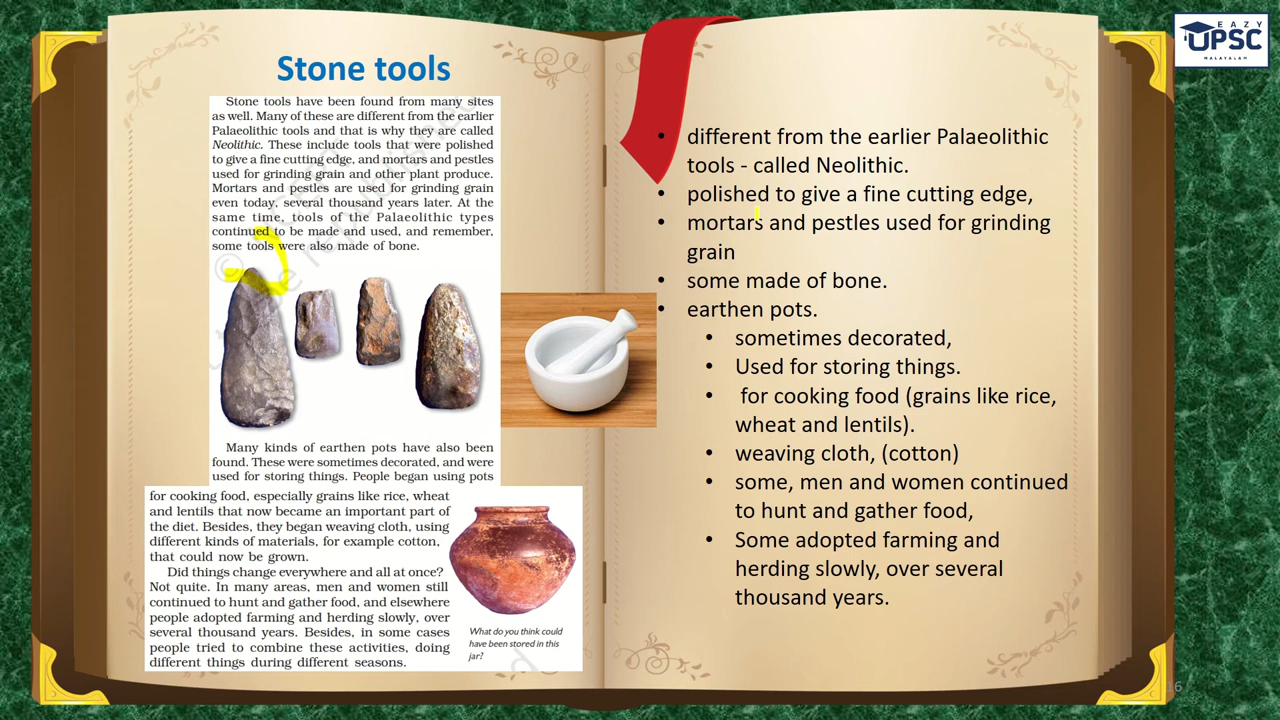 Stone tools
Stone tools have been found from many sites
as well. Many of these are different from the earlier
Palaeolithic tools and that is why they are called
Neolithic. These include tools that were polished
to give a fine cutting edge, and mortars and pestles
used for grinding grain and other plant produce.
Mortars and pestles are used for grinding grain
even today, several thousand years later. At the
same time, tools of the Palaeolithic types
continued to be made and used, and remember,
some tools were also made of bone.
Many kinds of earthen pots have also been
found. These were sometimes decorated, and were
used for storing things. People began using pots
for cooking food, especially grains like rice, wheat
and lentils that now became an important part of
the diet. Besides, they began weaving cloth, using
different kinds of materials, for example cotton,
that could now be grown.
Did things change everywhere and all at once?
Not quite. In many areas, men and women still
continued to hunt and gather food, and elsewhere
people adopted farming and herding slowly, over
several thousand years. Besides, in some cases
people tried to combine these activities, doing
different things during different seasons.
What do you think could
have been stored in this
jar?
• different from the earlier Palaeolithic
tools - called Neolithic.
• polished to give a fine cutting edge,
• mortars and pestles used for grinding
grain
• some made of bone.
• earthen pots.
• sometimes decorated,
• Used for storing things.
• for cooking food (grains like rice,
wheat and lentils).
• weaving cloth, (cotton)
• some, men and women continued
to hunt and gather food,
• Some adopted farming and
herding slowly, over several
thousand years.
EAZY
UPSC
MALAYALAM
16